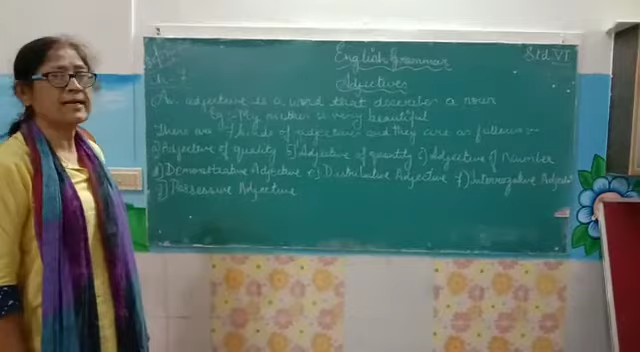 English Grammar
Std VI
Adjectives
An adjective is a word that describes a noun
eg:- My mother is very beautiful
There are 7 kinds of adjectives and they are as follows:-
a) Adjective of quality b) Adjective of quantity c) Adjective of Number
d) Demonstrative Adjective e) Distributive Adjective f) Interrogative Adjective
g) Possessive Adjective